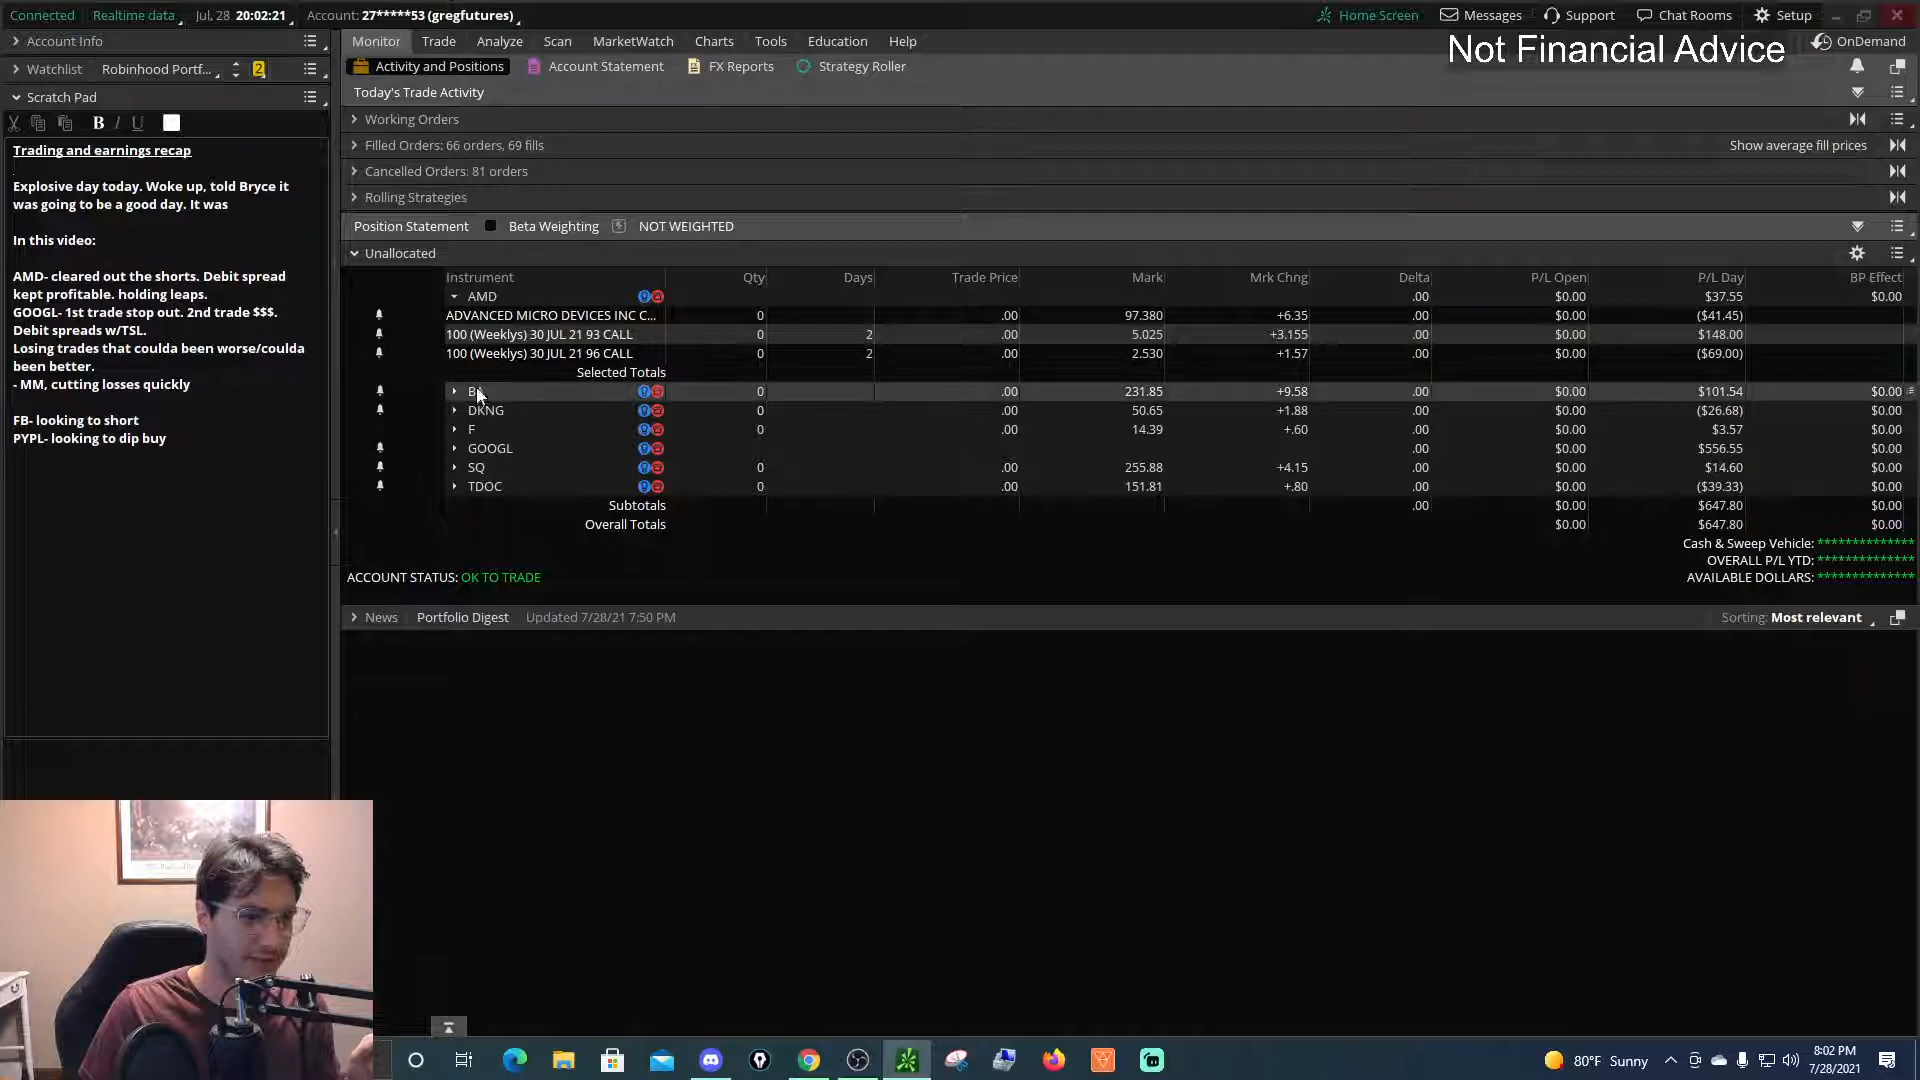 Connected Realtime data Jul, 28 20:02:21 Account: 27*****53 (gregfutures) Home Screen Messages Support Chat Rooms Setup
Account Info
Monitor Trade Analyze Scan MarketWatch Charts Tools Education Help
Not Financial Advice
OnDemand
Watchlist Robinhood Portf... 2
Activity and Positions Account Statement FX Reports Strategy Roller
Scratch Pad
B I U
Trading and earnings recap
Explosive day today. Woke up, told Bryce it
was going to be a good day. It was
In this video:
AMD- cleared out the shorts. Debit spread
kept profitable. holding leaps.
GOOGL- 1st trade stop out. 2nd trade $$$.
Debit spreads w/TSL.
Losing trades that coulda been worse/coulda
been better.
- MM, cutting losses quickly
FB- looking to short
PYPL- looking to dip buy
Today's Trade Activity
Working Orders
Filled Orders: 66 orders, 69 fills Show average fill prices
Cancelled Orders: 81 orders
Rolling Strategies
Position Statement Beta Weighting NOT WEIGHTED
Unallocated
Instrument Qty Days Trade Price Mark Mrk Chng Delta P/L Open P/L Day BP Effect
AMD .00 $0.00 $37.55 $0.00
ADVANCED MICRO DEVICES INC C... 0 .00 97.380 +6.35 .00 $0.00 ($41.45)
100 (Weeklys) 30 JUL 21 93 CALL 0 2 .00 5.025 +3.155 .00 $0.00 $148.00
100 (Weeklys) 30 JUL 21 96 CALL 0 2 .00 2.530 +1.57 .00 $0.00 ($69.00)
Selected Totals
0 .00 231.85 +9.58 .00 $0.00 $101.54 $0.00
DKNG 0 .00 50.65 +1.88 .00 $0.00 ($26.68) $0.00
F 0 .00 14.39 +.60 .00 $0.00 $3.57 $0.00
GOOGL .00 $0.00 $556.55 $0.00
SQ 0 .00 255.88 +4.15 .00 $0.00 $14.60 $0.00
TDOC 0 .00 151.81 +.80 .00 $0.00 ($39.33) $0.00
Subtotals .00 $0.00 $647.80 $0.00
Overall Totals $0.00 $647.80 $0.00
Cash & Sweep Vehicle: **************
OVERALL P/L YTD: **************
ACCOUNT STATUS: OK TO TRADE AVAILABLE DOLLARS: **************
News Portfolio Digest Updated 7/28/21 7:50 PM Sorting: Most relevant
80°F Sunny
8:02 PM
7/28/2021